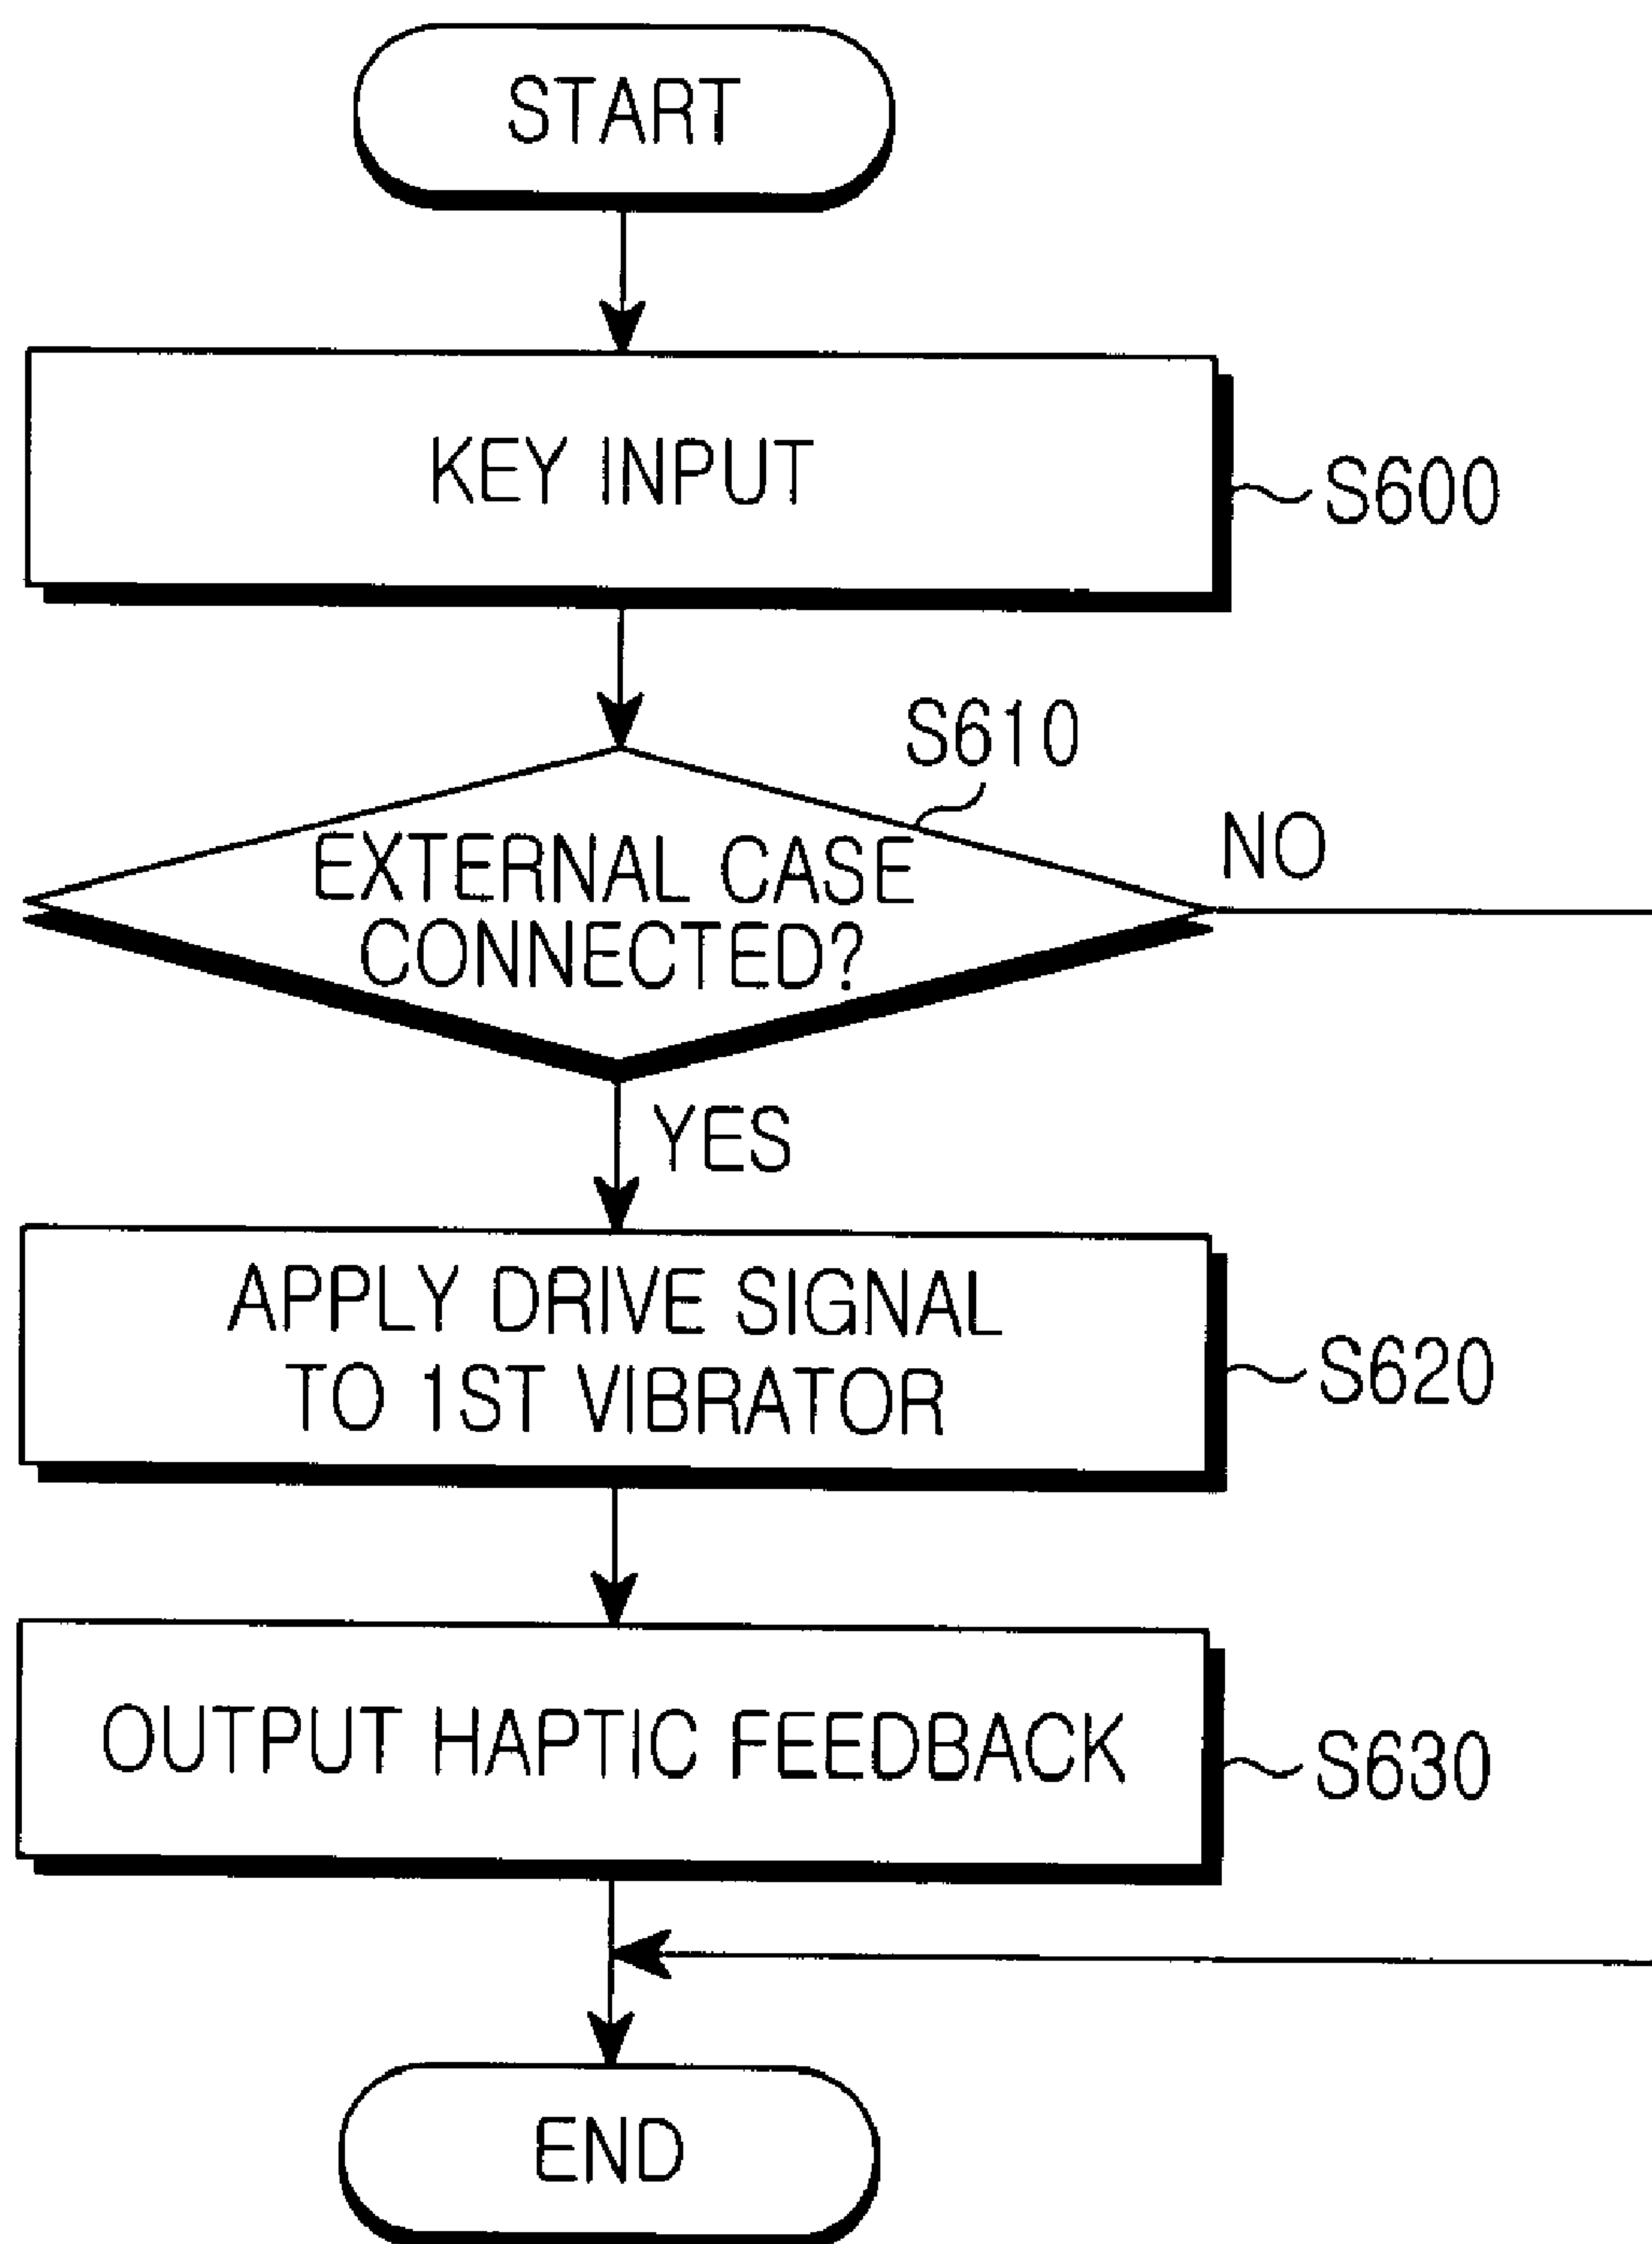 START
KEY INPUT
S600
S610
EXTERNAL CASE
CONNECTED?
NO
YES
APPLY DRIVE SIGNAL
TO 1ST VIBRATOR
S620
OUTPUT HAPTIC FEEDBACK
S630
END